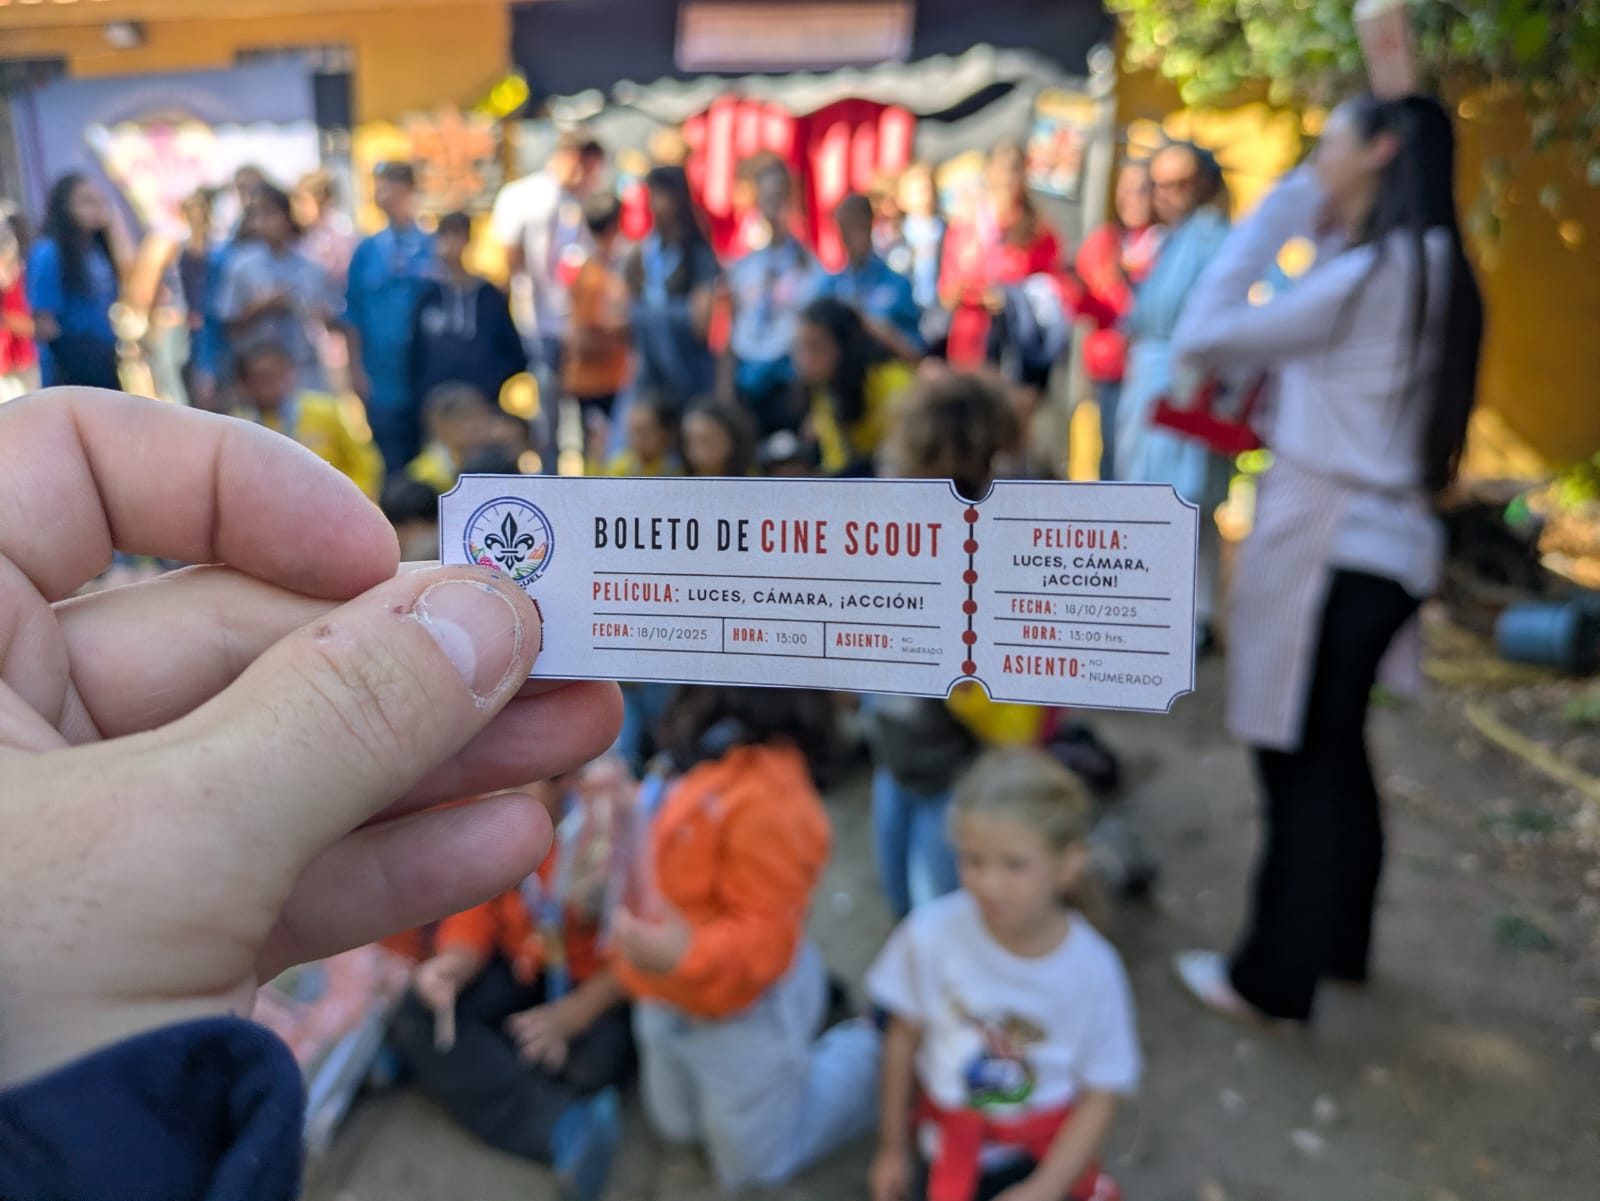 BOLETO DE CINE SCOUT
PELÍCULA: LUCES, CÁMARA, ¡ACCIÓN!
FECHA: 18/10/2025 HORA: 13:00 ASIENTO: NO NUMERADO
PELÍCULA:
LUCES, CÁMARA,
¡ACCIÓN!
FECHA: 18/10/2025
HORA: 13:00 hrs.
ASIENTO: NO NUMERADO